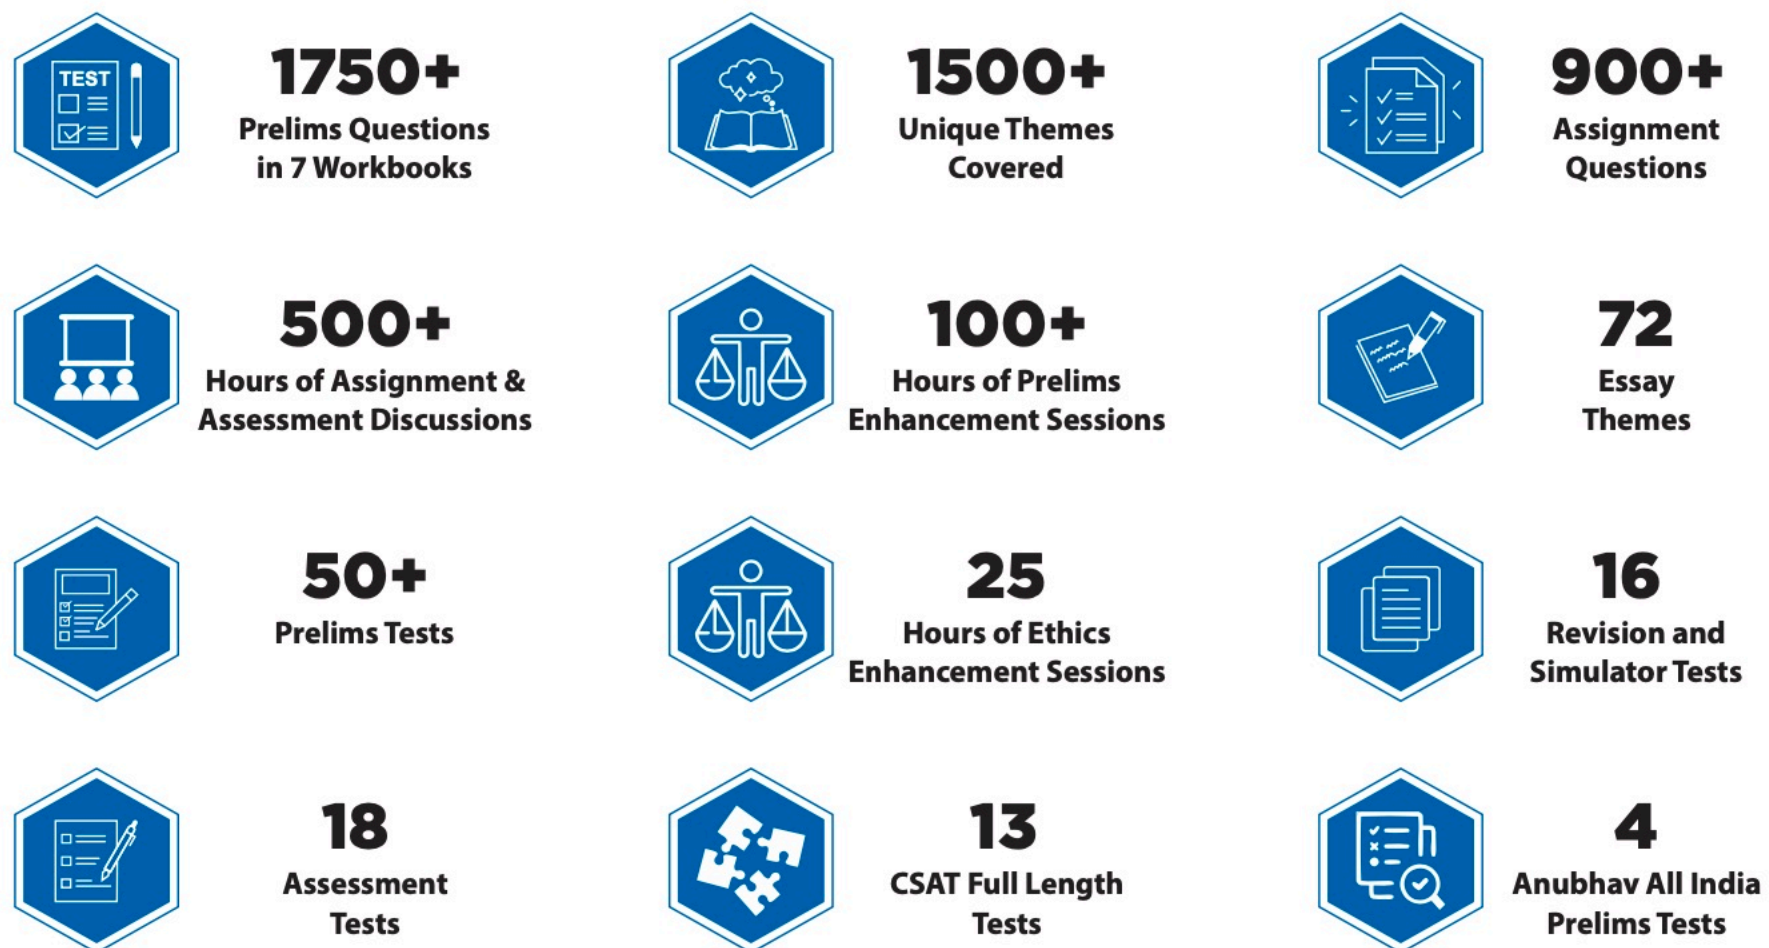 TEST
1750+
Prelims Questions
in 7 Workbooks
1500+
Unique Themes
Covered
900+
Assignment
Questions
500+
Hours of Assignment &
Assessment Discussions
100+
Hours of Prelims
Enhancement Sessions
72
Essay
Themes
50+
Prelims Tests
25
Hours of Ethics
Enhancement Sessions
16
Revision and
Simulator Tests
18
Assessment
Tests
13
CSAT Full Length
Tests
4
Anubhav All India
Prelims Tests